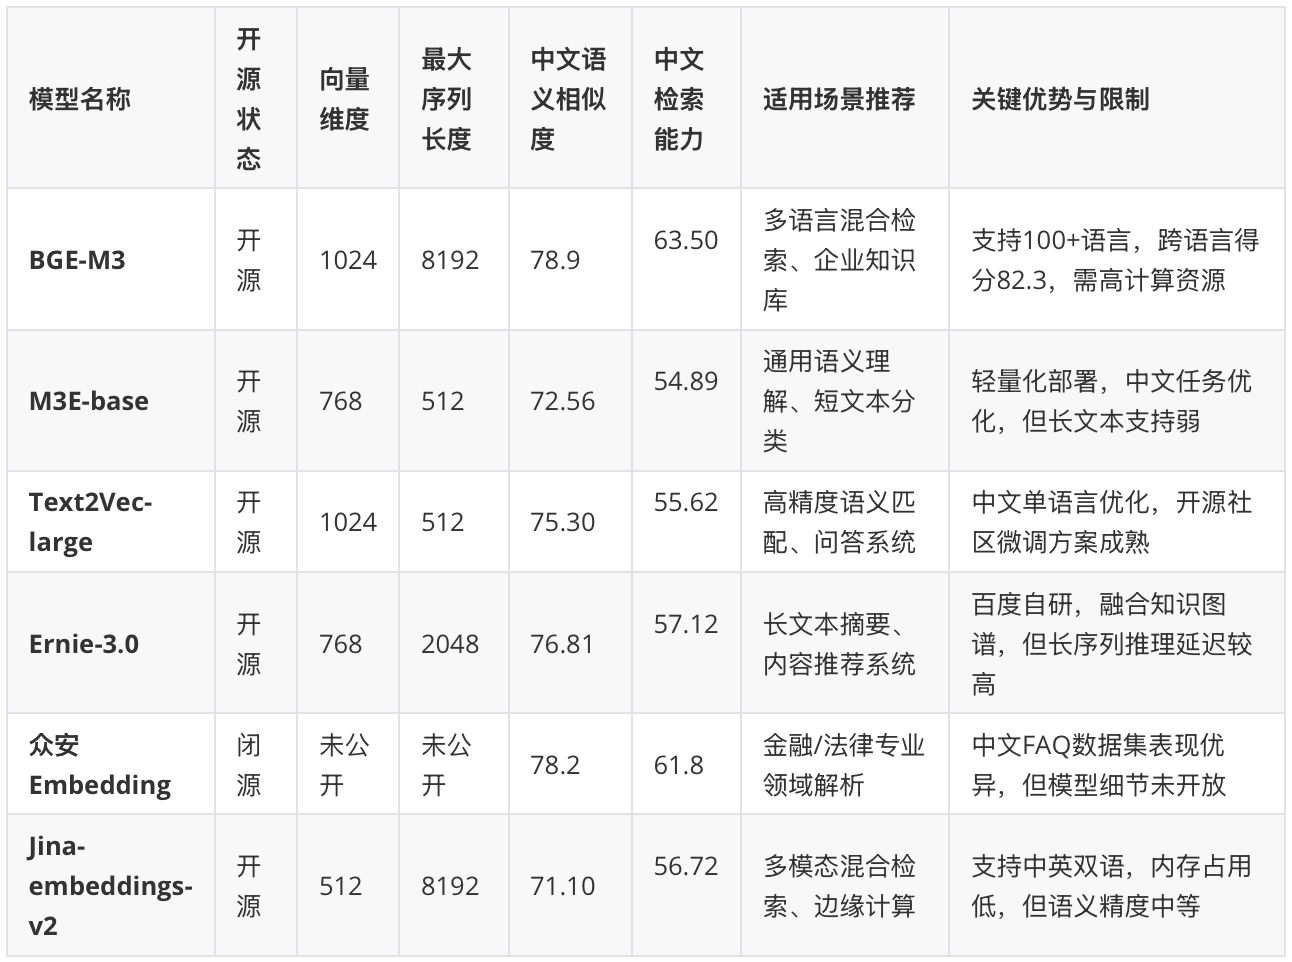 模型名称
开
源
状
态
向量
维度
最大
序列
长度
中文语
义相似
度
中文
检索
能力
适用场景推荐
关键优势与限制
BGE-M3
开
源
1024
8192
78.9
63.50
多语言混合检
索、企业知识
库
支持100+语言，跨语言得
分82.3，需高计算资源
M3E-base
开
源
768
512
72.56
54.89
通用语义理
解、短文本分
类
轻量化部署，中文任务优
化，但长文本支持弱
Text2Vec-
large
开
源
1024
512
75.30
55.62
高精度语义匹
配、问答系统
中文单语言优化，开源社
区微调方案成熟
Ernie-3.0
开
源
768
2048
76.81
57.12
长文本摘要、
内容推荐系统
百度自研，融合知识图
谱，但长序列推理延迟较
高
众安
Embedding
闭
源
未公
开
未公
开
78.2
61.8
金融/法律专业
领域解析
中文FAQ数据集表现优
异，但模型细节未开放
Jina-
embeddings-
v2
开
源
512
8192
71.10
56.72
多模态混合检
索、边缘计算
支持中英双语，内存占用
低，但语义精度中等